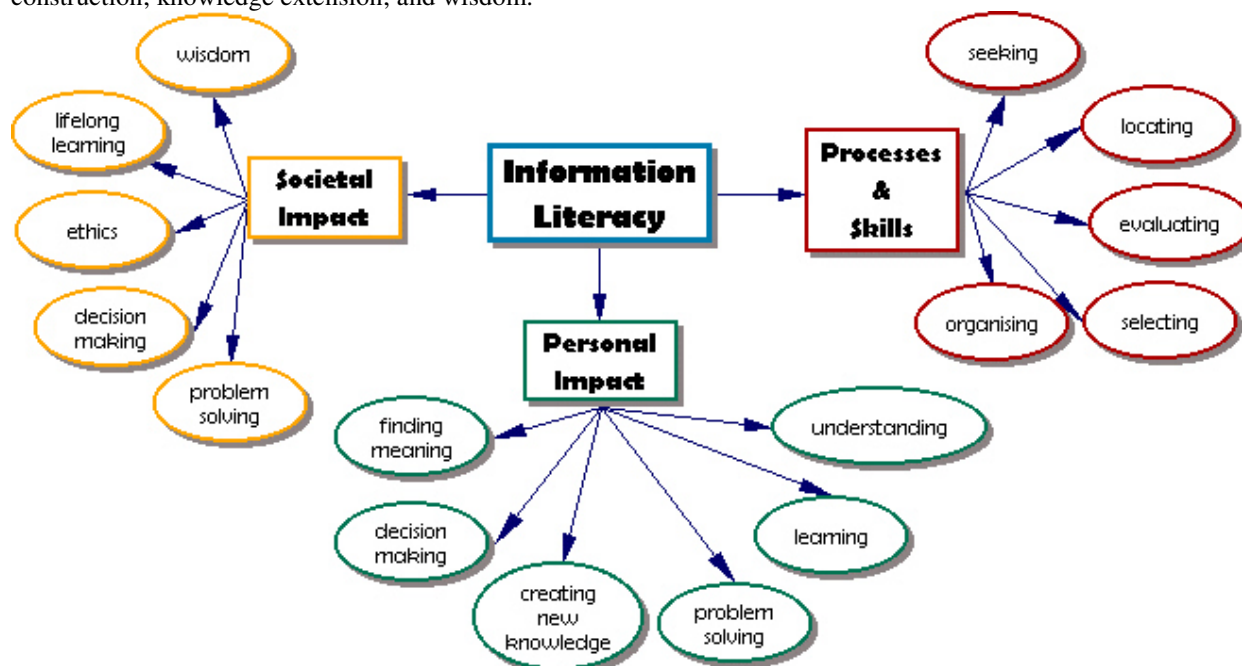 construction; knowledge extension; and wisdom.
wisdom
lifelong
learning
ethics
decision
making
problem
solving
Societal
Impact
Information
Literacy
Processes
&
Skills
seeking
locating
evaluating
selecting
organising
Personal
Impact
finding
meaning
decision
making
creating
new
knowledge
problem
solving
learning
understanding